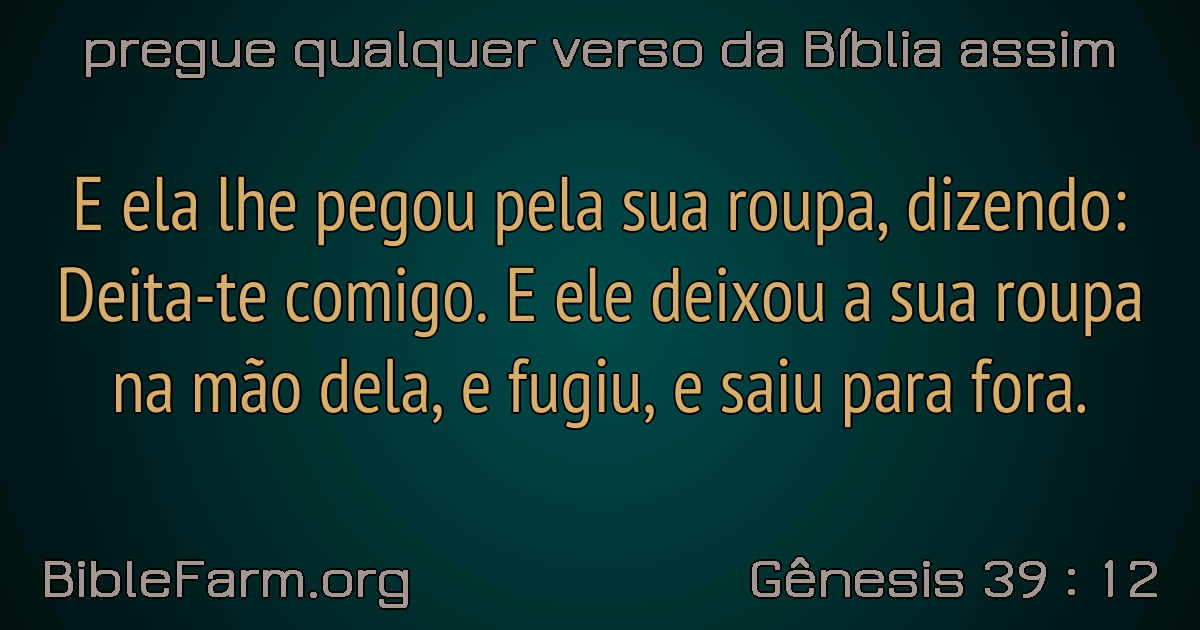 pregue qualquer verso da Bíblia assim
E ela lhe pegou pela sua roupa, dizendo:
Deita-te comigo. E ele deixou a sua roupa
na mão dela, e fugiu, e saiu para fora.
BibleFarm.org
Gênesis 39 : 12